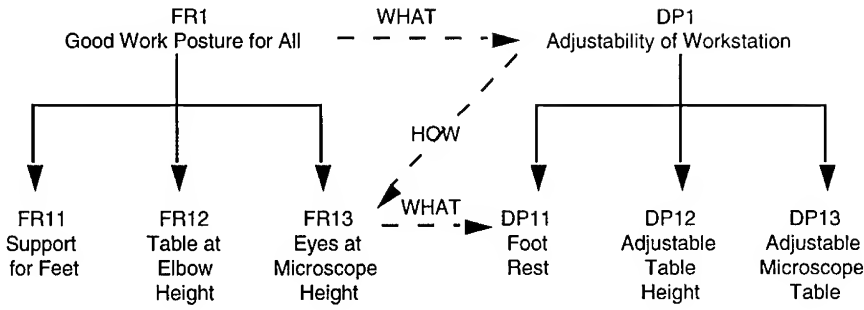 FR1
Good Work Posture for All
WHAT
DP1
Adjustability of Workstation
HOW
FR11
Support
for Feet
FR12
Table at
Elbow
Height
FR13
Eyes at
Microscope
Height
WHAT
DP11
Foot
Rest
DP12
Adjustable
Table
Height
DP13
Adjustable
Microscope
Table